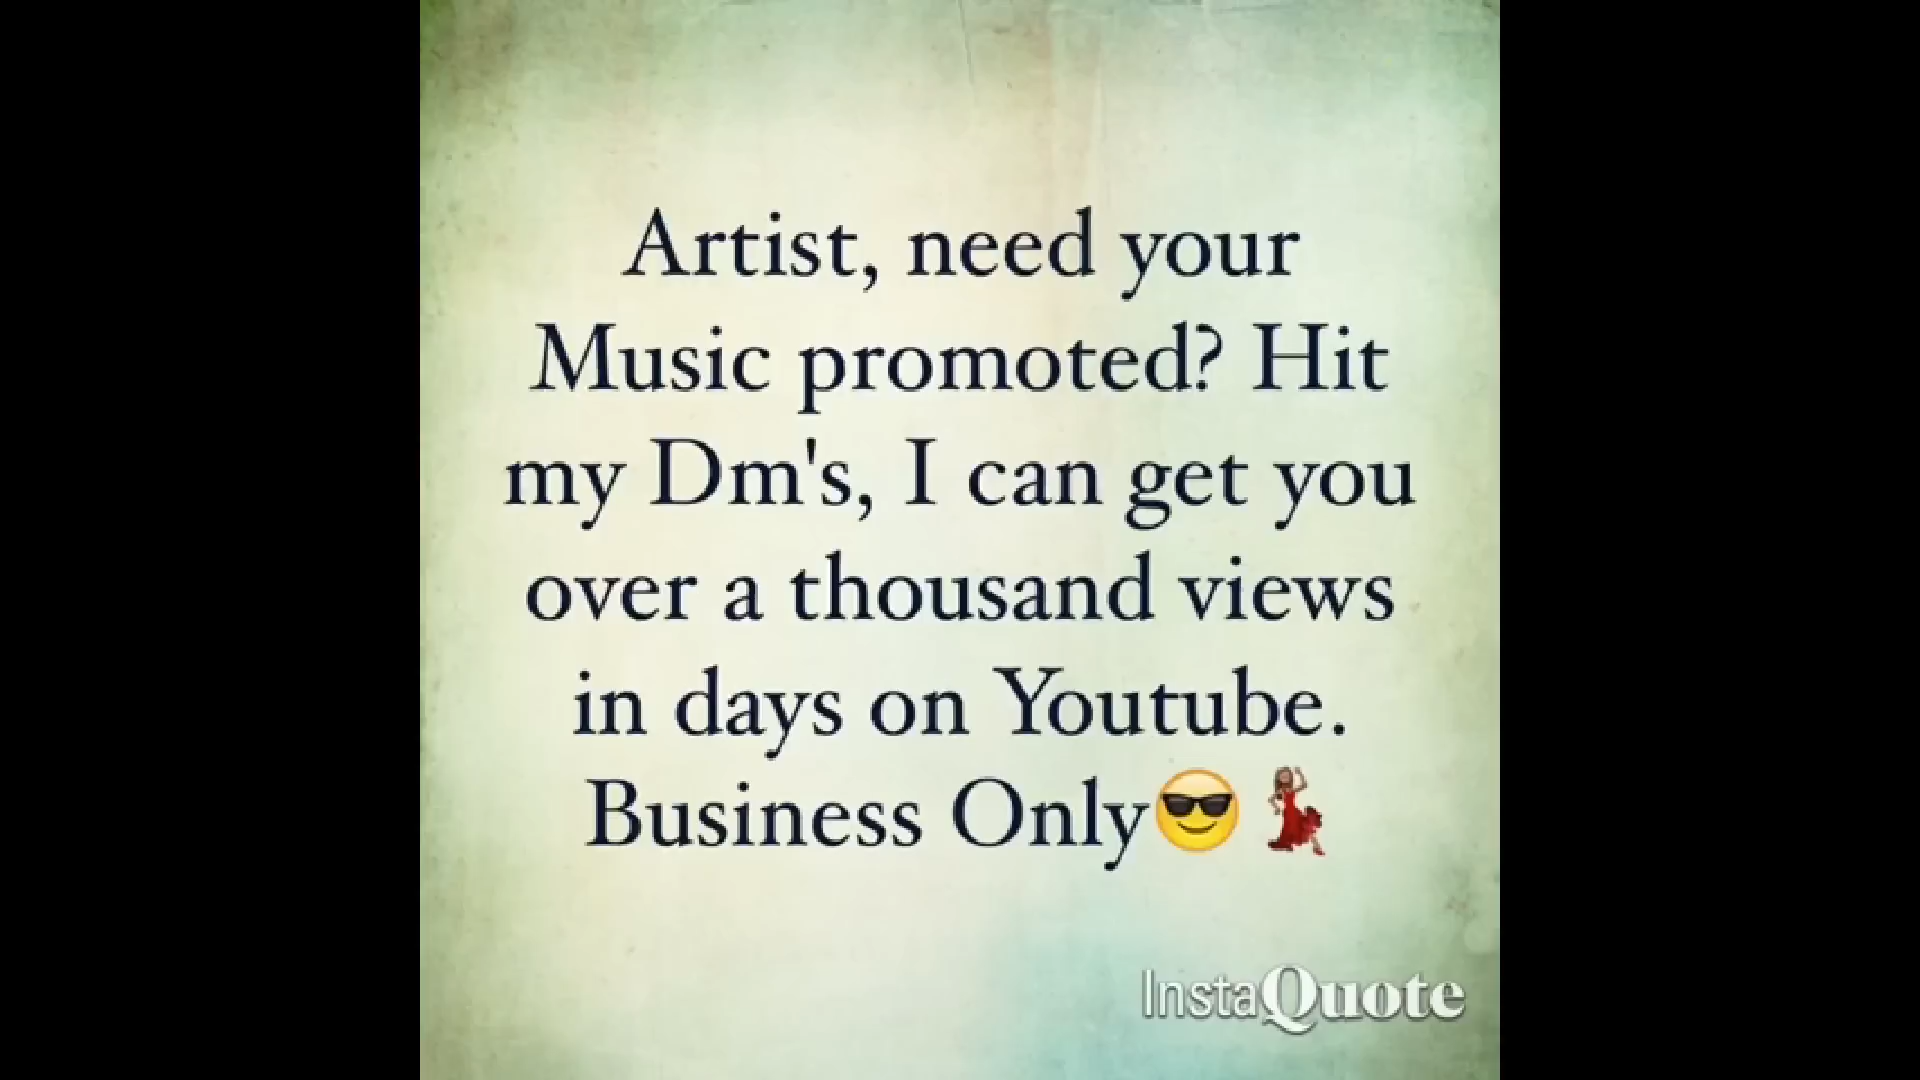 Artist, need your
Music promoted? Hit
my Dm's, I can get you
over a thousand views
in days on Youtube.
Business Only😎💃
InstaQuote